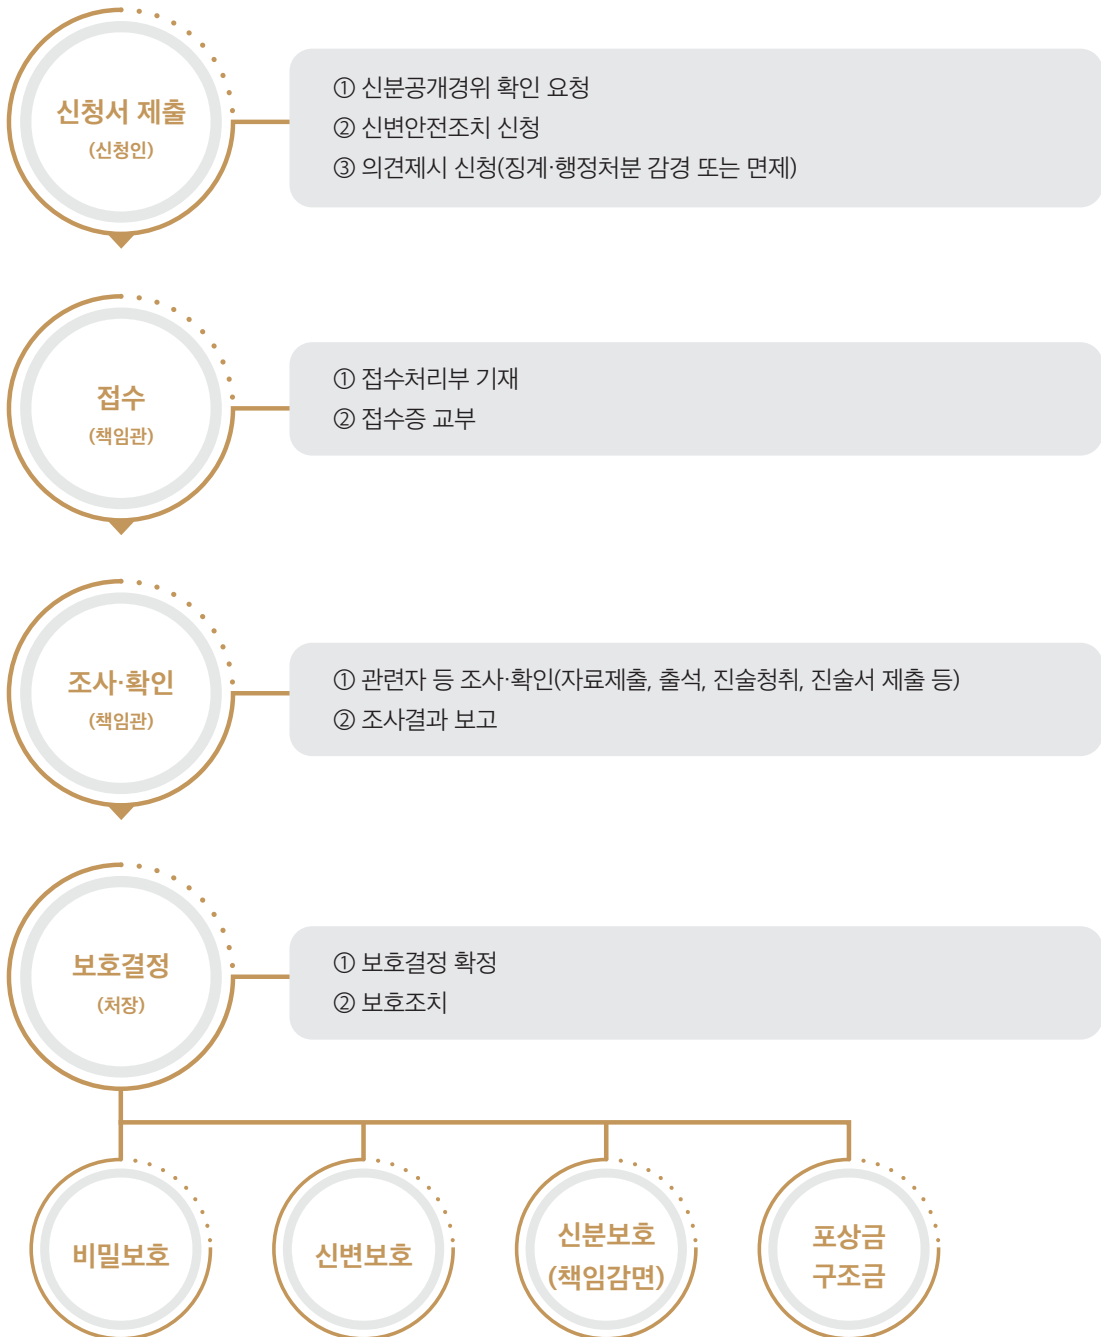 신청서 제출
(신청인)
① 신분공개경위 확인 요청
② 신변안전조치 신청
③ 의견제시 신청(징계·행정처분 감경 또는 면제)
접수
(책임관)
① 접수처리부 기재
② 접수증 교부
조사·확인
(책임관)
① 관련자 등 조사·확인(자료제출, 출석, 진술청취, 진술서 제출 등)
② 조사결과 보고
보호결정
(처장)
① 보호결정 확정
② 보호조치
비밀보호
신변보호
신분보호
(책임감면)
포상금
구조금